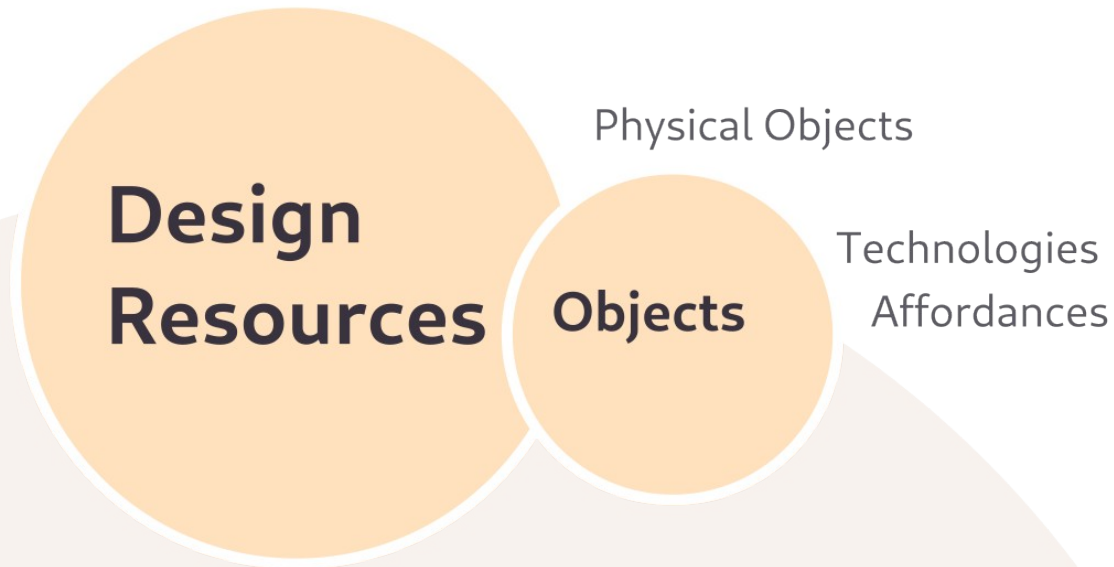 Design
Resources
Objects
Physical Objects
Technologies
Affordances